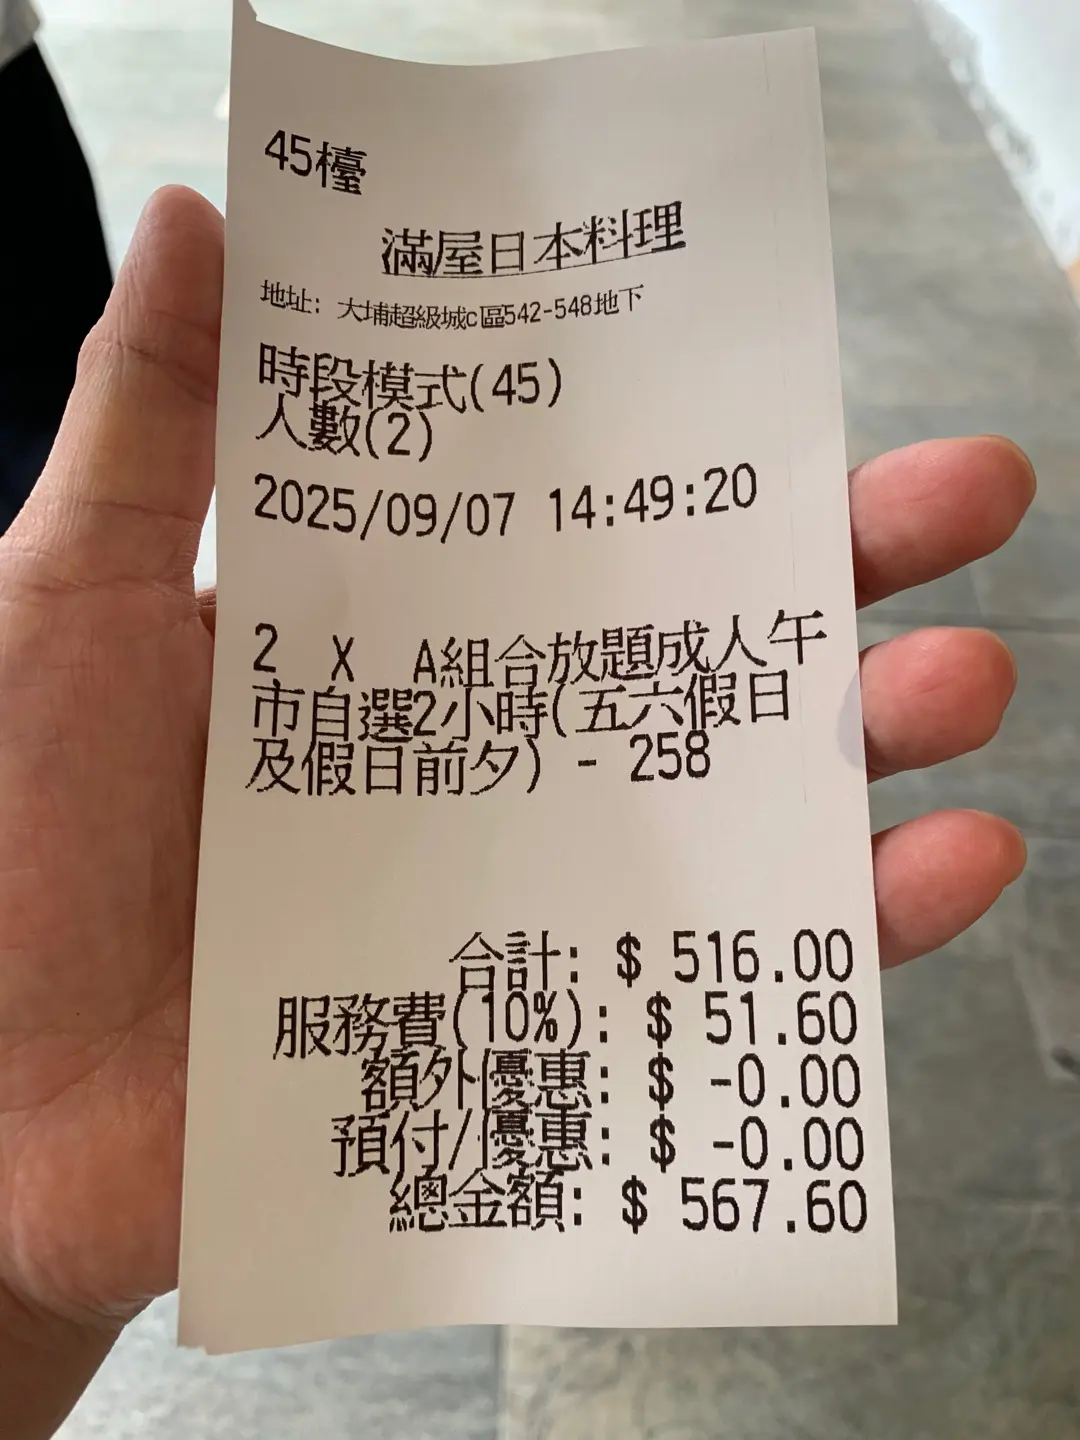 45檯
滿屋日本料理
地址: 大埔超級城c區542-548地下
時段模式(45)
人數(2)
2025/09/07 14:49:20
2 X A組合放題成人午
市自選2小時(五六假日
及假日前夕) - 258
合計: $ 516.00
服務費(10%): $ 51.60
額外優惠: $ -0.00
預付/優惠: $ -0.00
總金額: $ 567.60